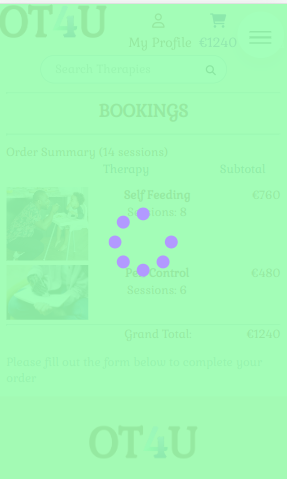 OT4U
My Profile €1240
Search Therapies
BOOKINGS
Order Summary (14 sessions)
Therapy Subtotal
Self Feeding €760
Sessions: 8
Control €480
Sessions: 6
Grand Total: €1240
Please fill out the form below to complete your
order
OT4U